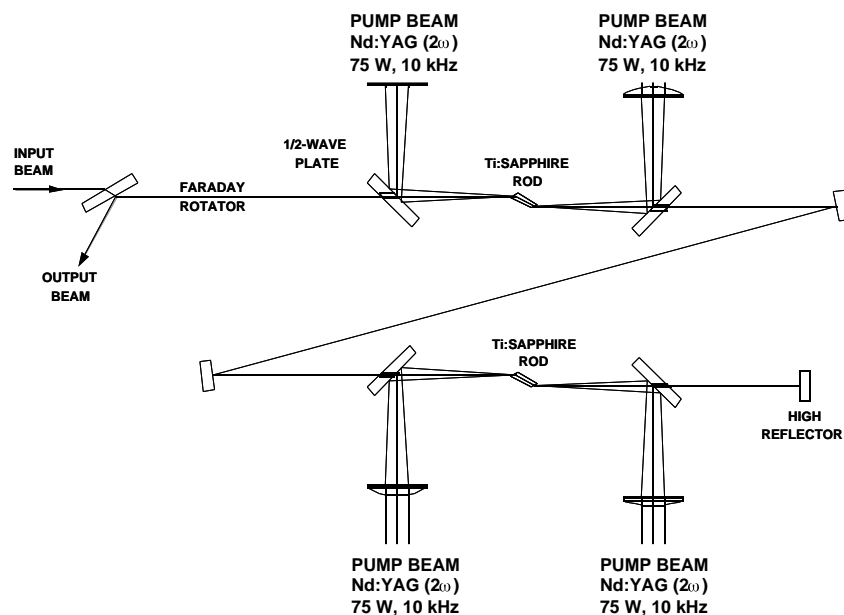 PUMP BEAM
Nd:YAG (2ω)
75 W, 10 kHz
PUMP BEAM
Nd:YAG (2ω)
75 W, 10 kHz
INPUT
BEAM
FARADAY
ROTATOR
1/2-WAVE
PLATE
Ti:SAPPHIRE
ROD
OUTPUT
BEAM
Ti:SAPPHIRE
ROD
HIGH
REFLECTOR
PUMP BEAM
Nd:YAG (2ω)
75 W, 10 kHz
PUMP BEAM
Nd:YAG (2ω)
75 W, 10 kHz